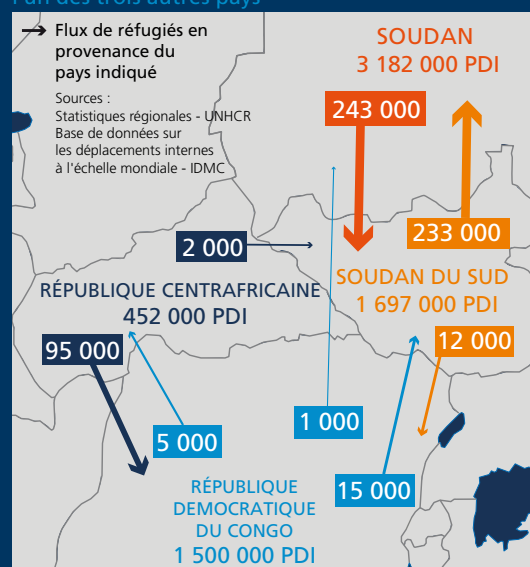 l'un des trois autres pays
→ Flux de réfugiés en
provenance du
pays indiqué
Sources :
Statistiques régionales - UNHCR
Base de données sur
les déplacements internes
à l'échelle mondiale - IDMC
SOUDAN
3 182 000 PDI
243 000
233 000
2 000
SOUDAN DU SUD
1 697 000 PDI
RÉPUBLIQUE CENTRAFRICAINE
452 000 PDI
12 000
95 000
1 000
5 000
15 000
RÉPUBLIQUE
DEMOCRATIQUE
DU CONGO
1 500 000 PDI